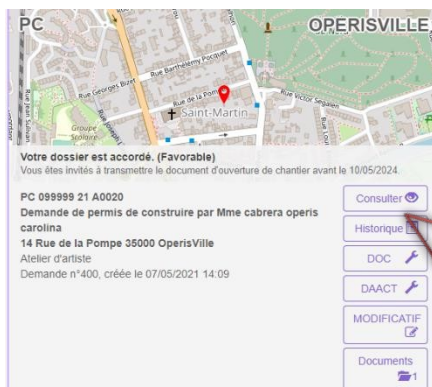 PC
OPERISVILLE
Rue Barthélemy Pocquet
Rue Georges Bizet
Rue de la Pom
Rue Victor Segalen
Saint-Martin
Groupe
Scolaire
Votre dossier est accordé. (Favorable)
Vous êtes invités à transmettre le document d'ouverture de chantier avant le 10/05/2024.
PC 099999 21 A0020
Demande de permis de construire par Mme cabrera operis
carolina
14 Rue de la Pompe 35000 OperisVille
Atelier d'artiste
Demande n°400, créée le 07/05/2021 14:09
Consulter
Historique
DOC
DAACT
MODIFICATIF
Documents
1